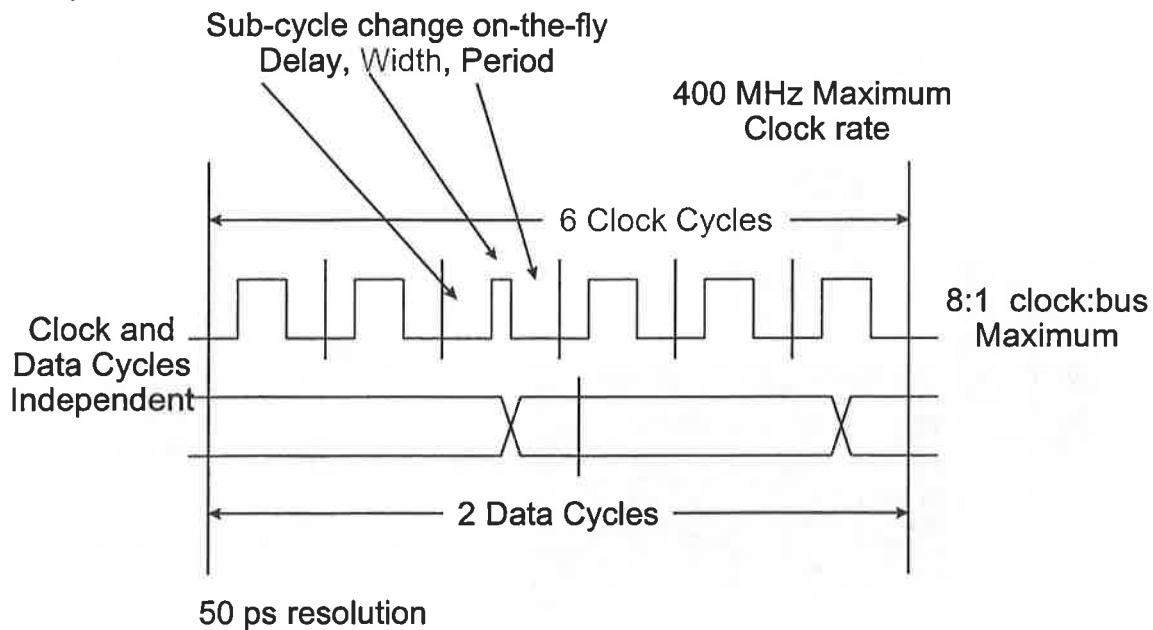 Sub-cycle change on-the-fly
Delay, Width, Period
400 MHz Maximum
Clock rate
6 Clock Cycles
8:1 clock:bus
Maximum
Clock and
Data Cycles
Independent
2 Data Cycles
50 ps resolution